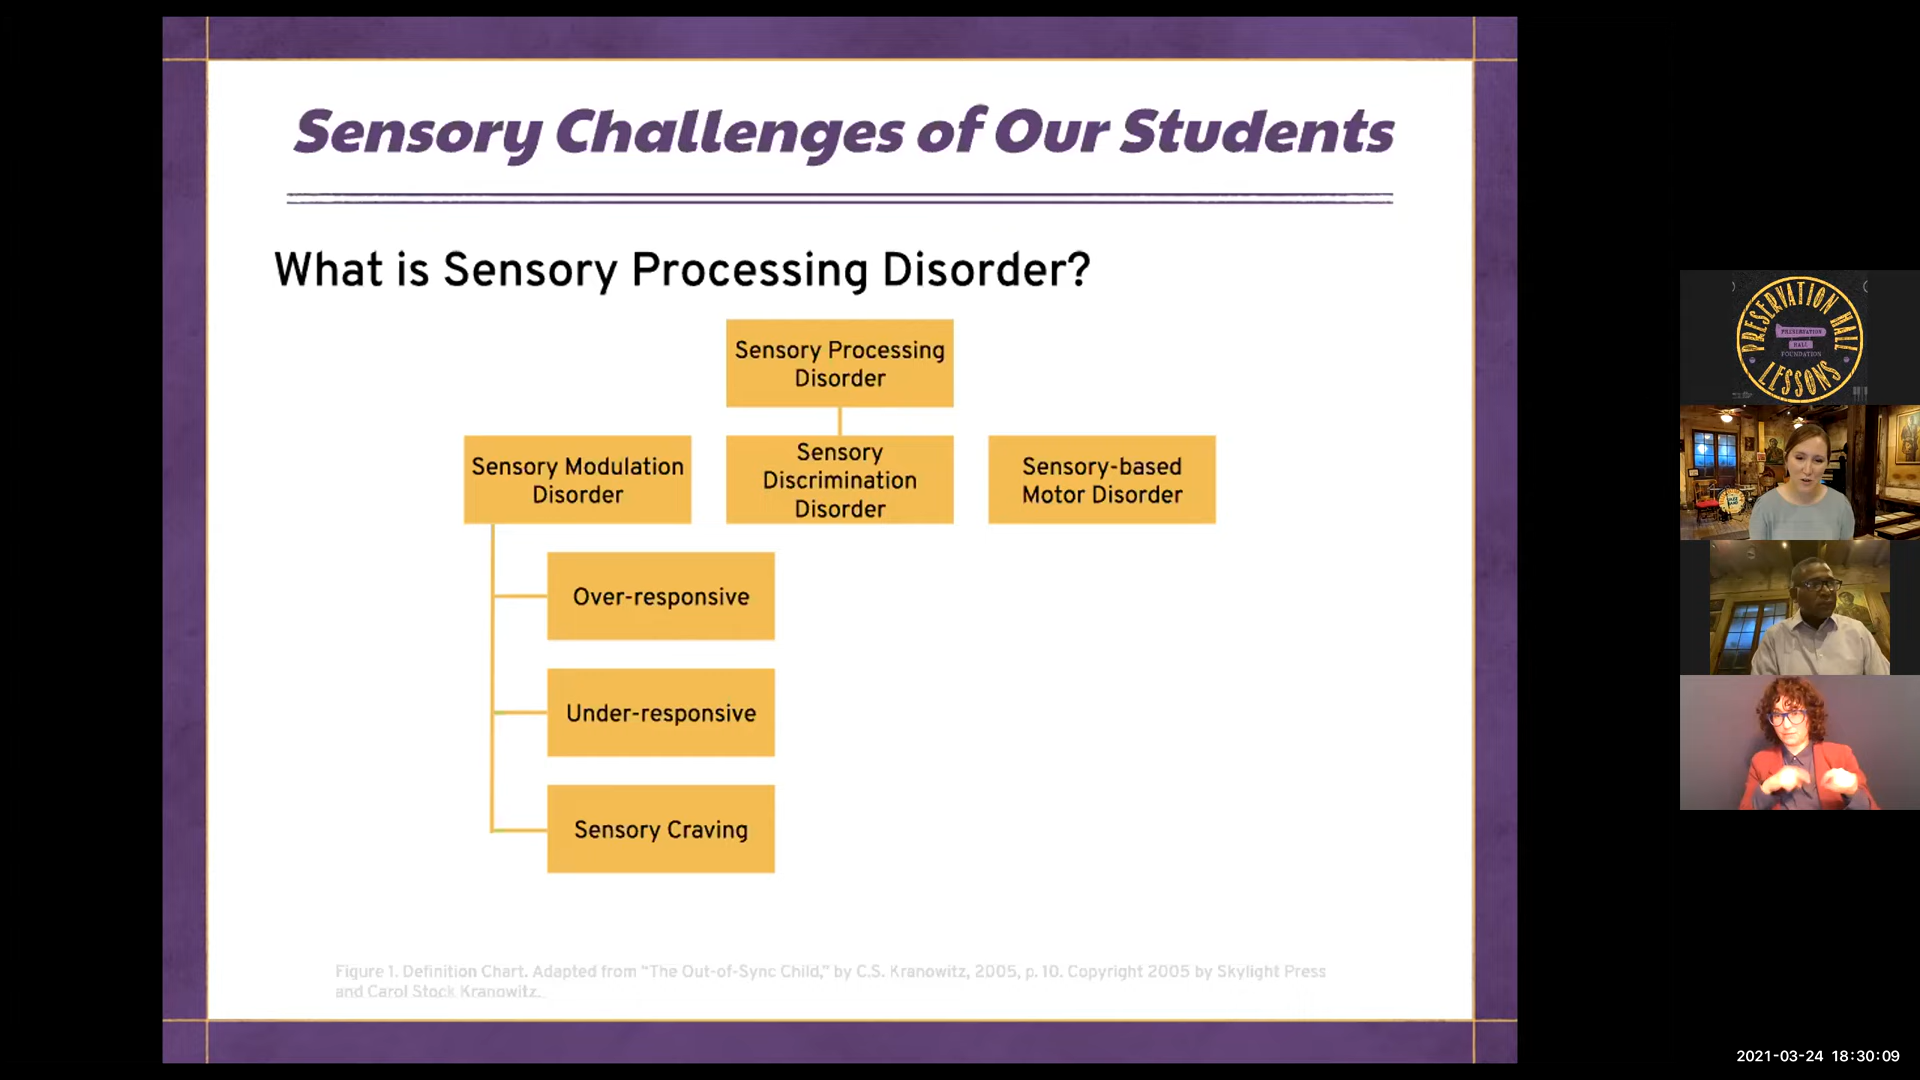 Sensory Challenges of Our Students
What is Sensory Processing Disorder?
Sensory Processing
Disorder
Sensory Modulation
Disorder
Sensory
Discrimination
Disorder
Sensory-based
Motor Disorder
Over-responsive
Under-responsive
Sensory Craving
Figure 1. Definition Chart. Adapted from "The Out-of-Sync Child," by C.S. Kranowitz, 2005, p. 10. Copyright 2005 by Skylight Press
and Carol Stock Kranowitz.
PRESERVATION HALL
PRESERVATION
HALL
FOUNDATION
LESSONS
2021-03-24 18:30:09